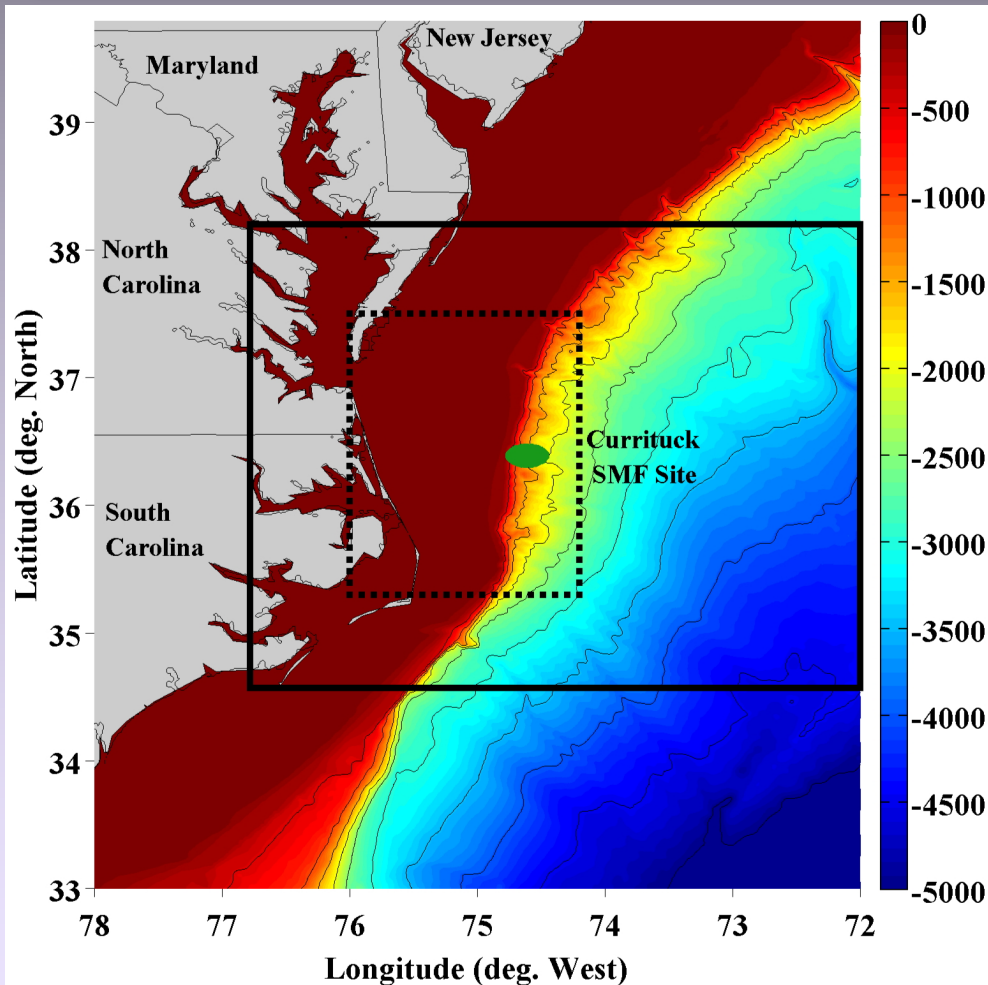 New Jersey
Maryland
North
Carolina
South
Carolina
Currituck
SMF Site
Latitude (deg. North)
39
38
37
36
35
34
33
78
77
76
75
74
73
72
Longitude (deg. West)
0
-500
-1000
-1500
-2000
-2500
-3000
-3500
-4000
-4500
-5000